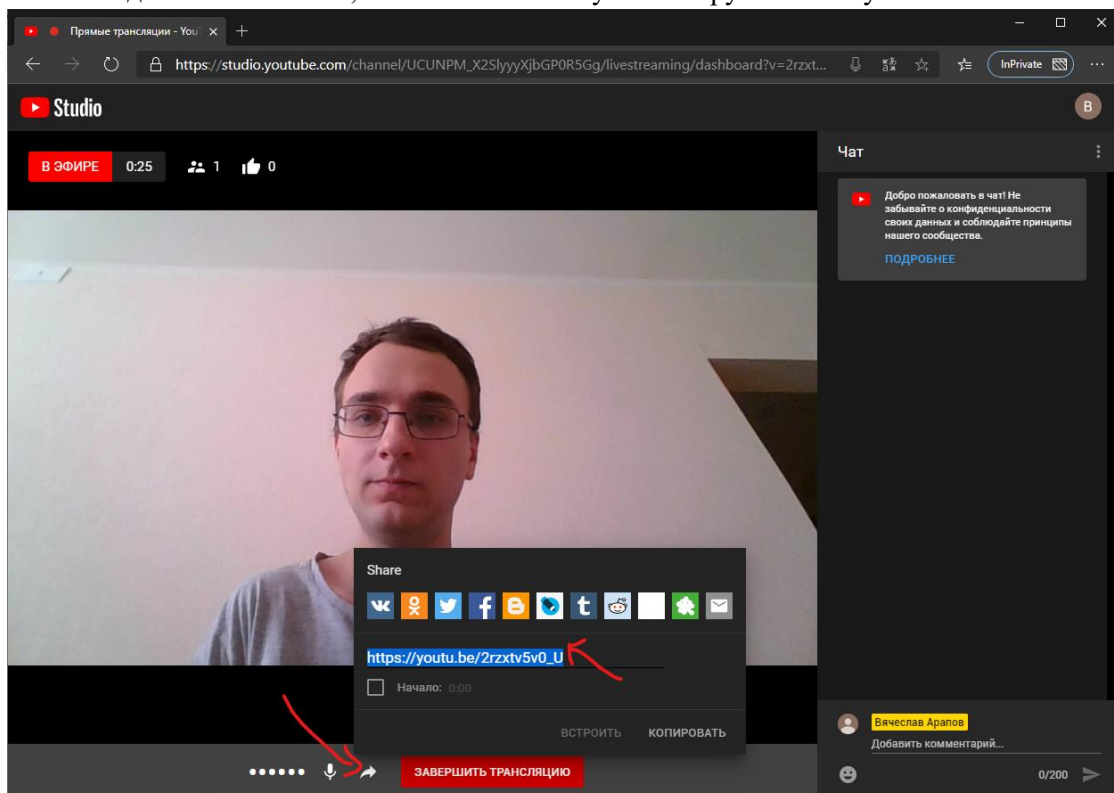 Прямые трансляции - You
https://studio.youtube.com/channel/UCUNPM_X2SlyyyXjbGP0R5Gg/livestreaming/dashboard?v=2rzxt...
InPrivate
Studio
B
В ЭФИРЕ 0:25 1 0
Чат
Добро пожаловать в чат! Не
забывайте о конфиденциальности
своих данных и соблюдайте принципы
нашего сообщества.
ПОДРОБНЕЕ
Share
https://youtu.be/2rzxtv5v0_U
Начало: 0:00
ВСТРОИТЬ КОПИРОВАТЬ
ЗАВЕРШИТЬ ТРАНСЛЯЦИЮ
Вячеслав Арапов
Добавить комментарий...
0/200